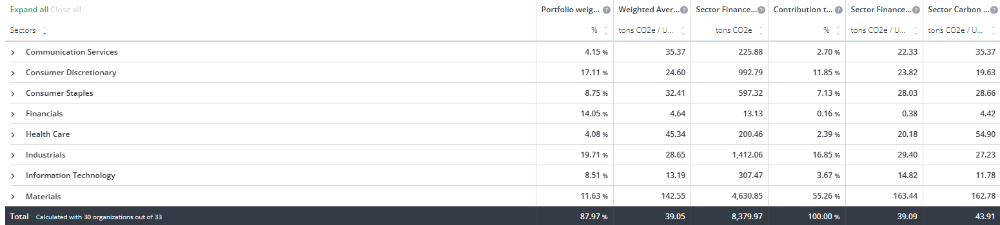 Expand all Close all Portfolio weig... ? Weighted Aver... ? Sector Finance... ? Contribution t... ? Sector Finance... ? Sector Carbon ... ?
Sectors % tons CO2e / U... tons CO2e % tons CO2e / U... tons CO2e / U...
Communication Services 4.15 % 35.37 225.88 2.70 % 22.33 35.37
Consumer Discretionary 17.11 % 24.60 992.79 11.85 % 23.82 19.63
Consumer Staples 8.75 % 32.41 597.32 7.13 % 28.03 28.66
Financials 14.05 % 4.64 13.13 0.16 % 0.38 4.42
Health Care 4.08 % 45.34 200.46 2.39 % 20.18 54.90
Industrials 19.71 % 28.65 1,412.06 16.85 % 29.40 27.23
Information Technology 8.51 % 13.19 307.47 3.67 % 14.82 11.78
Materials 11.63 % 142.55 4,630.85 55.26 % 163.44 162.78
Total Calculated with 30 organizations out of 33 87.97 % 39.05 8,379.97 100.00 % 39.09 43.91